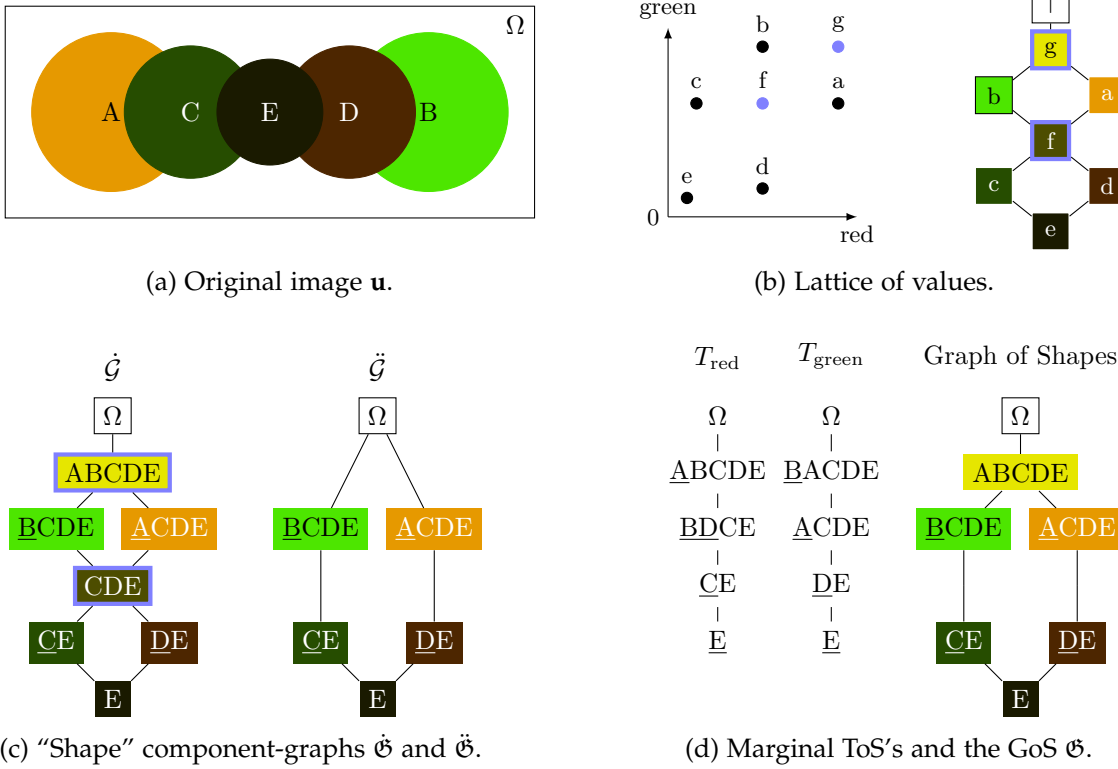 Ω
A C E D B
(a) Original image u.
green
b g
c f a
e d
0
red
g
b a
f
c d
e
(b) Lattice of values.
𝒢̇ 𝒢̈
Ω Ω
ABCDE
BCDE ACDE BCDE ACDE
CDE
CE DE CE DE
E E
(c) “Shape” component-graphs 𝔊̇ and 𝔊̈.
T_red T_green Graph of Shapes
Ω Ω Ω
ABCDE BACDE ABCDE
BDCE ACDE BCDE ACDE
CE DE
E E CE DE
E
(d) Marginal ToS's and the GoS 𝔊.